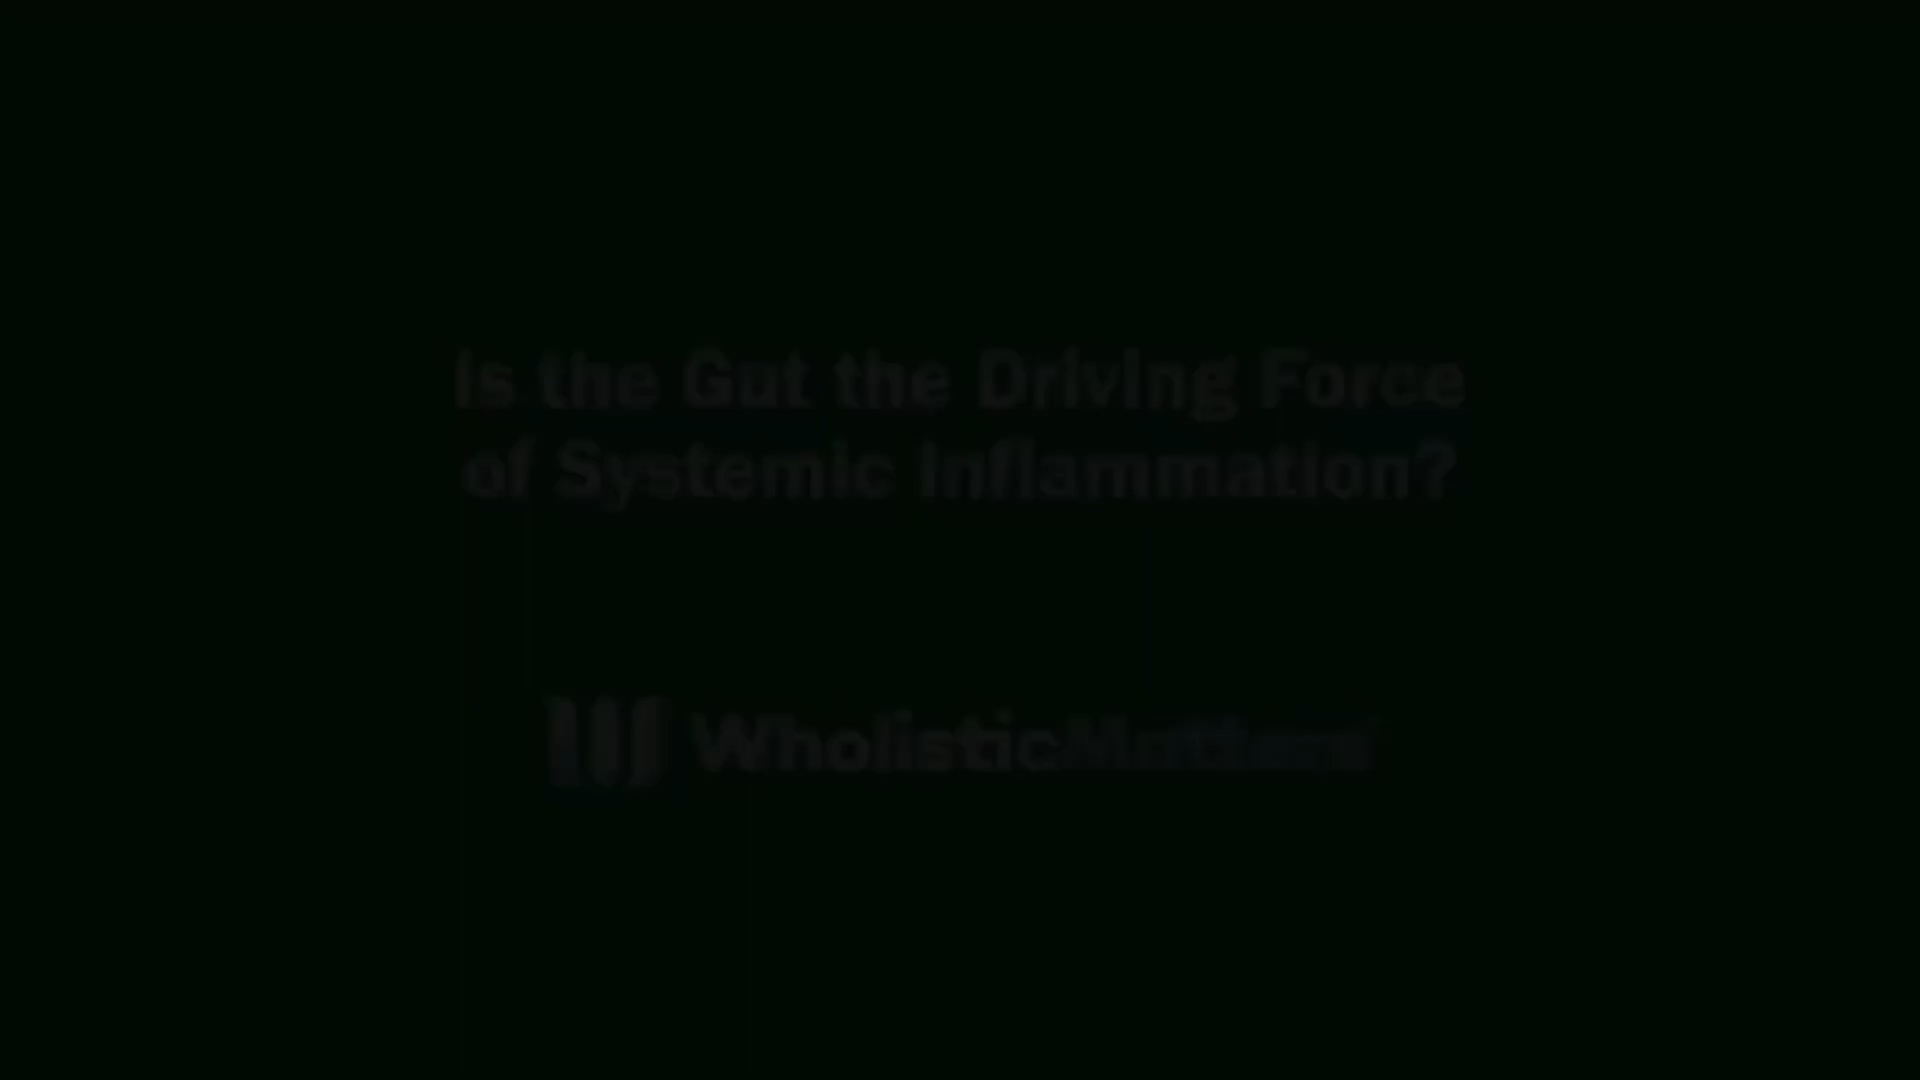 Is the Gut the Driving Force
of Systemic Inflammation?
WholisticMatters